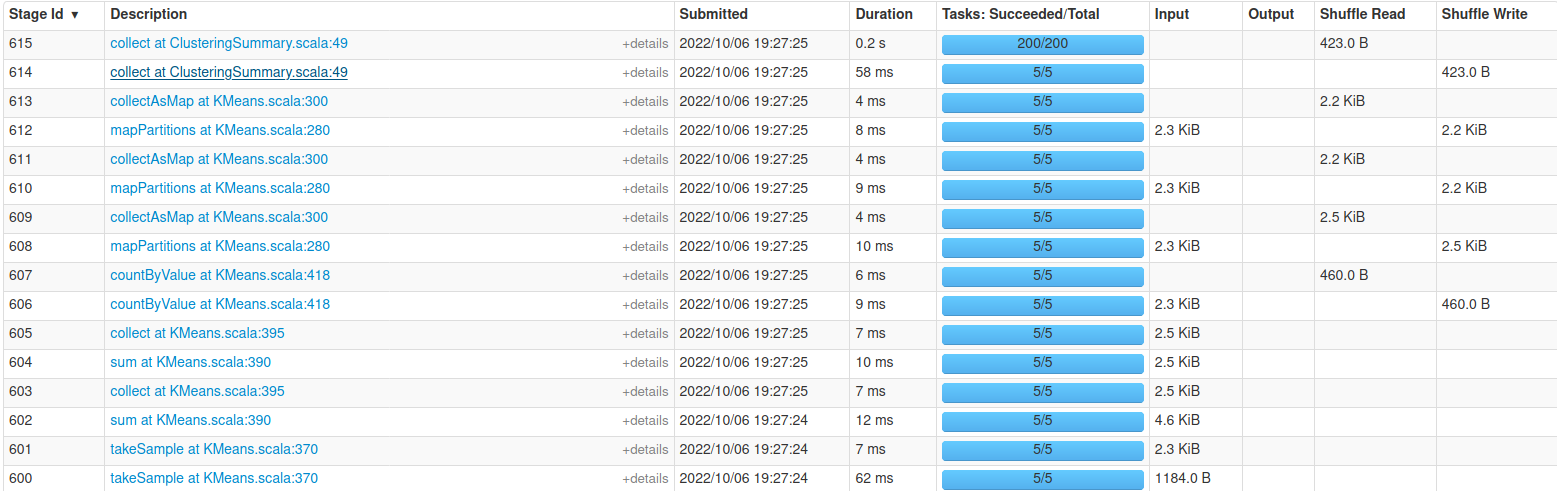 Stage Id ▼ Description Submitted Duration Tasks: Succeeded/Total Input Output Shuffle Read Shuffle Write
615 collect at ClusteringSummary.scala:49 +details 2022/10/06 19:27:25 0.2 s 200/200 423.0 B
614 collect at ClusteringSummary.scala:49 +details 2022/10/06 19:27:25 58 ms 5/5 423.0 B
613 collectAsMap at KMeans.scala:300 +details 2022/10/06 19:27:25 4 ms 5/5 2.2 KiB
612 mapPartitions at KMeans.scala:280 +details 2022/10/06 19:27:25 8 ms 5/5 2.3 KiB 2.2 KiB
611 collectAsMap at KMeans.scala:300 +details 2022/10/06 19:27:25 4 ms 5/5 2.2 KiB
610 mapPartitions at KMeans.scala:280 +details 2022/10/06 19:27:25 9 ms 5/5 2.3 KiB 2.2 KiB
609 collectAsMap at KMeans.scala:300 +details 2022/10/06 19:27:25 4 ms 5/5 2.5 KiB
608 mapPartitions at KMeans.scala:280 +details 2022/10/06 19:27:25 10 ms 5/5 2.3 KiB 2.5 KiB
607 countByValue at KMeans.scala:418 +details 2022/10/06 19:27:25 6 ms 5/5 460.0 B
606 countByValue at KMeans.scala:418 +details 2022/10/06 19:27:25 9 ms 5/5 2.3 KiB 460.0 B
605 collect at KMeans.scala:395 +details 2022/10/06 19:27:25 7 ms 5/5 2.5 KiB
604 sum at KMeans.scala:390 +details 2022/10/06 19:27:25 10 ms 5/5 2.5 KiB
603 collect at KMeans.scala:395 +details 2022/10/06 19:27:25 7 ms 5/5 2.5 KiB
602 sum at KMeans.scala:390 +details 2022/10/06 19:27:24 12 ms 5/5 4.6 KiB
601 takeSample at KMeans.scala:370 +details 2022/10/06 19:27:24 7 ms 5/5 2.3 KiB
600 takeSample at KMeans.scala:370 +details 2022/10/06 19:27:24 62 ms 5/5 1184.0 B